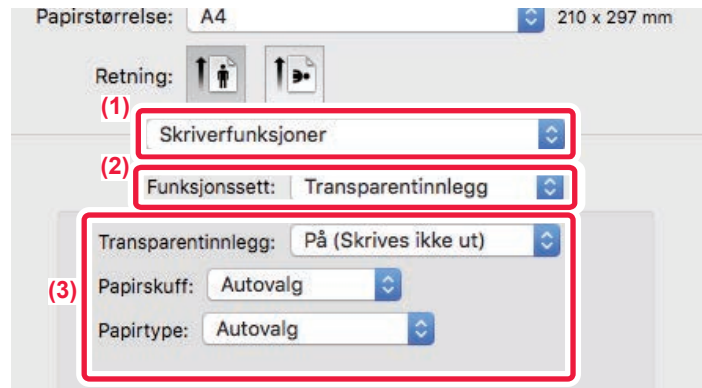 Papirstørrelse: A4 210 x 297 mm
Retning:
(1)
Skriverfunksjoner
(2)
Funksjonssett: Transparentinnlegg
Transparentinnlegg: På (Skrives ikke ut)
(3) Papirskuff: Autovalg
Papirtype: Autovalg